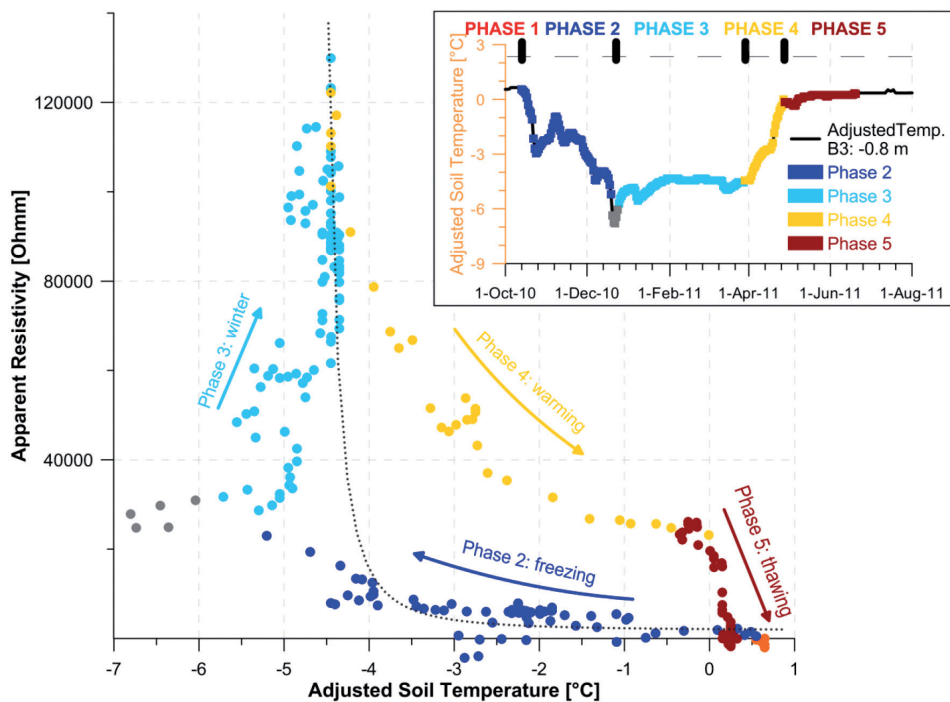 PHASE 1 PHASE 2 PHASE 3 PHASE 4 PHASE 5
Adjusted Soil Temperature [°C]
3
0
-3
-6
-9
AdjustedTemp.
B3: -0.8 m
Phase 2
Phase 3
Phase 4
Phase 5
1-Oct-10 1-Dec-10 1-Feb-11 1-Apr-11 1-Jun-11 1-Aug-11
Apparent Resistivity [Ohmm]
120000
80000
40000
Phase 3: winter
Phase 4: warming
Phase 5: thawing
Phase 2: freezing
-7 -6 -5 -4 -3 -2 -1 0 1
Adjusted Soil Temperature [°C]